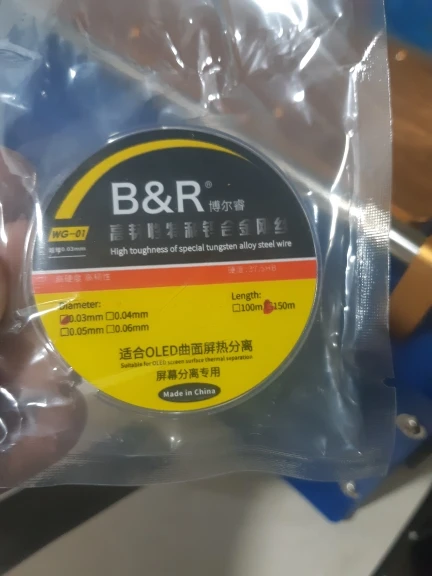 B&R® 博尔睿
WG-01
High toughness of special tungsten alloy steel wire
Diameter:
0.03mm □0.04mm
□0.05mm □0.06mm
Length:
□100m 150m
适合OLED曲面屏热分离
Suitable for OLED screen surface thermal separation
屏幕分离专用
Made in China